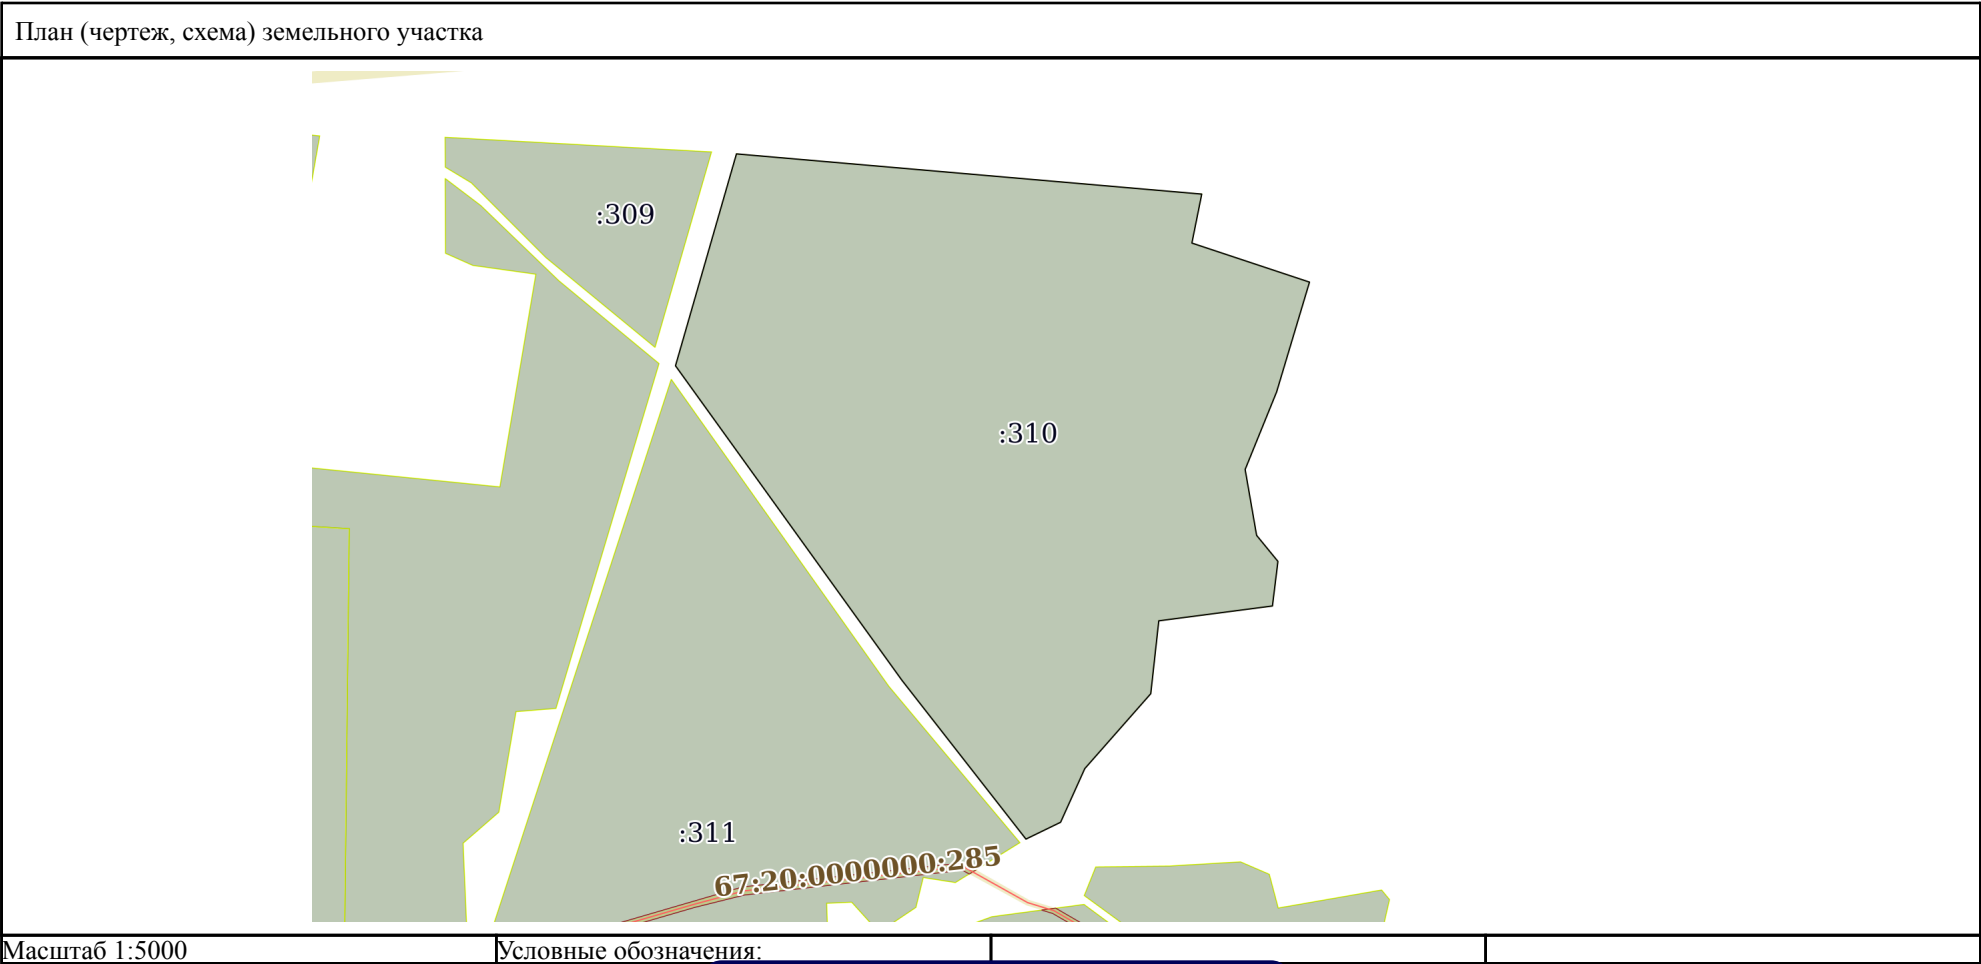 План (чертеж, схема) земельного участка
:309
:310
:311
67:20:0000000:285
Масштаб 1:5000
Условные обозначения: